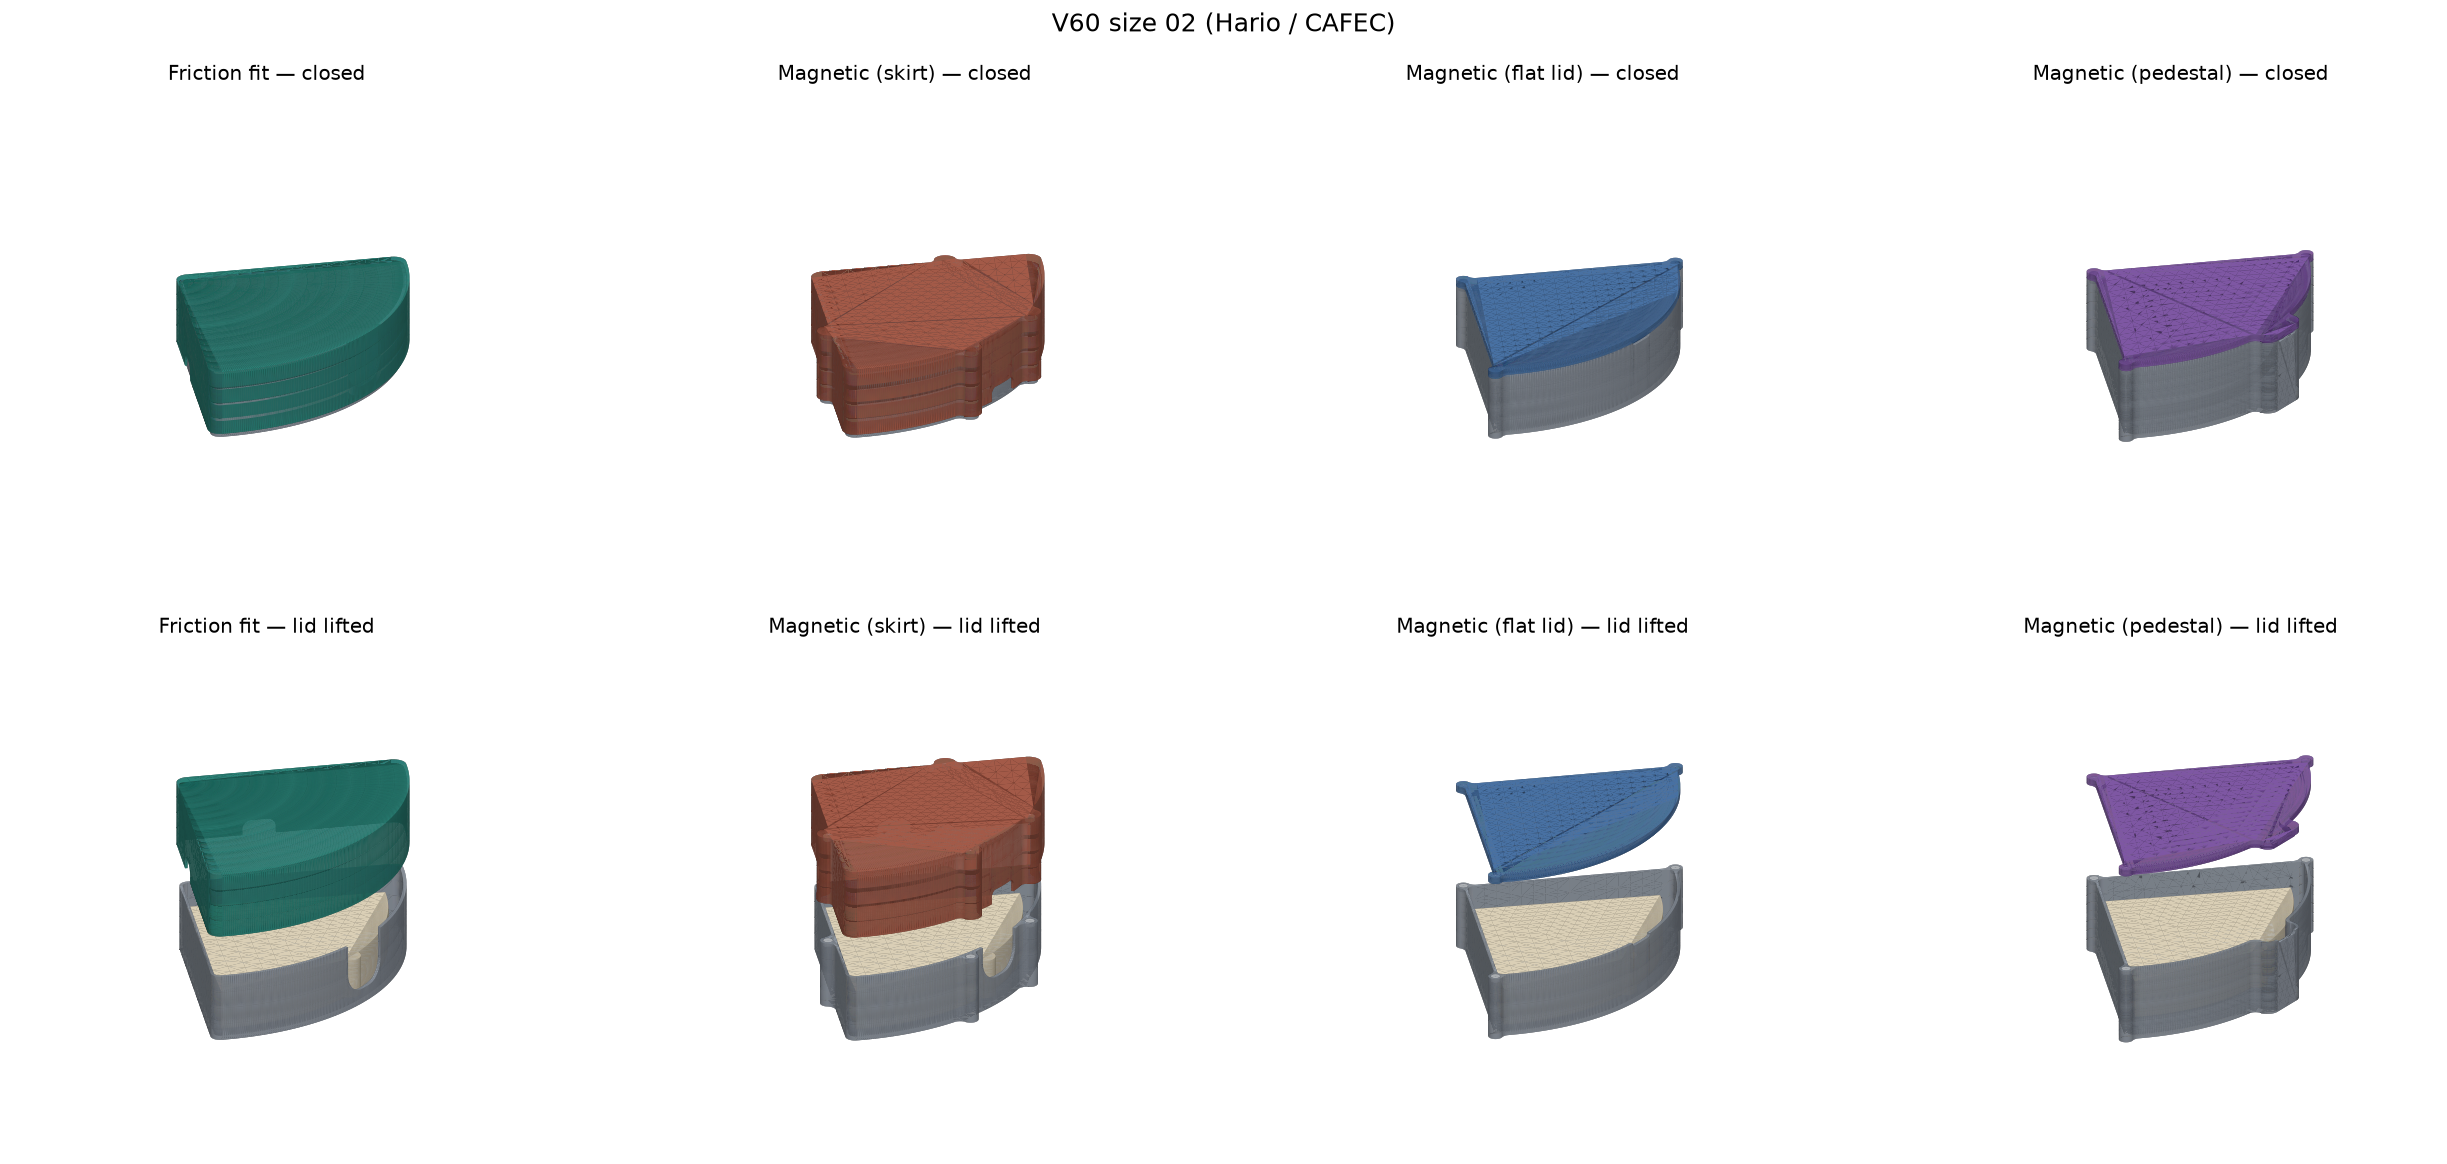 V60 size 02 (Hario / CAFEC)
Friction fit — closed
Magnetic (skirt) — closed
Magnetic (flat lid) — closed
Magnetic (pedestal) — closed
Friction fit — lid lifted
Magnetic (skirt) — lid lifted
Magnetic (flat lid) — lid lifted
Magnetic (pedestal) — lid lifted